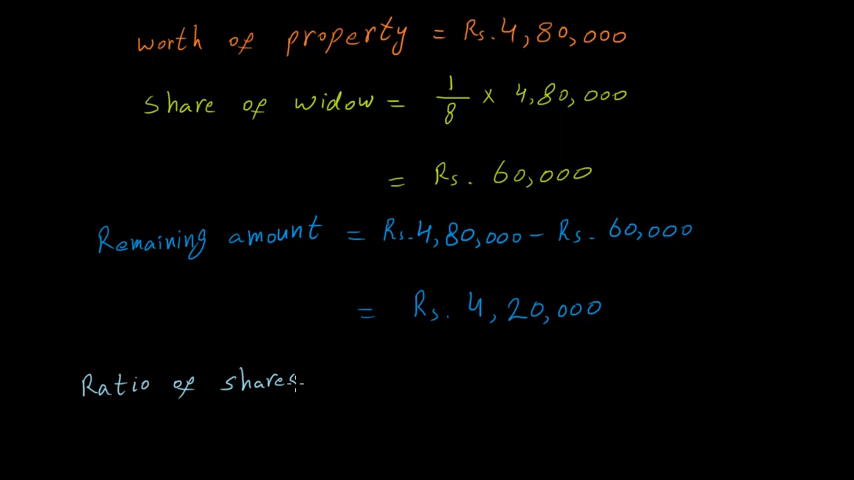 worth of property = Rs. 4,80,000
share of widow = 1/8 × 4,80,000
= Rs. 60,000
Remaining amount = Rs. 4,80,000 - Rs. 60,000
= Rs. 4,20,000
Ratio of shares